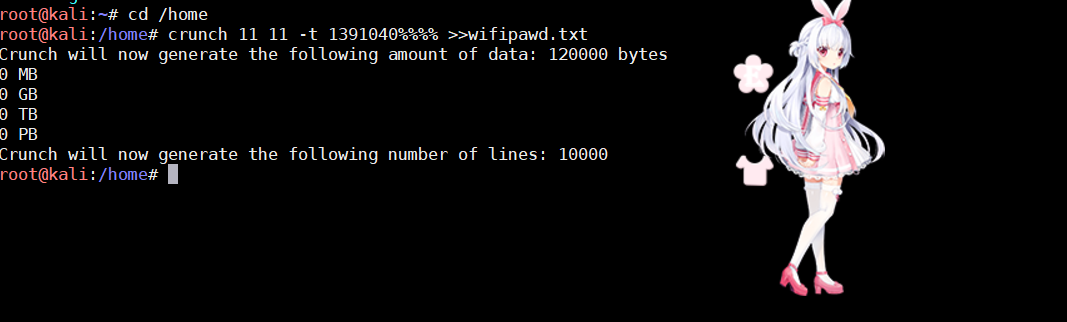 root@kali:~# cd /home
root@kali:/home# crunch 11 11 -t 1391040%%%% >>wifipawd.txt
Crunch will now generate the following amount of data: 120000 bytes
0 MB
0 GB
0 TB
0 PB
Crunch will now generate the following number of lines: 10000
root@kali:/home#